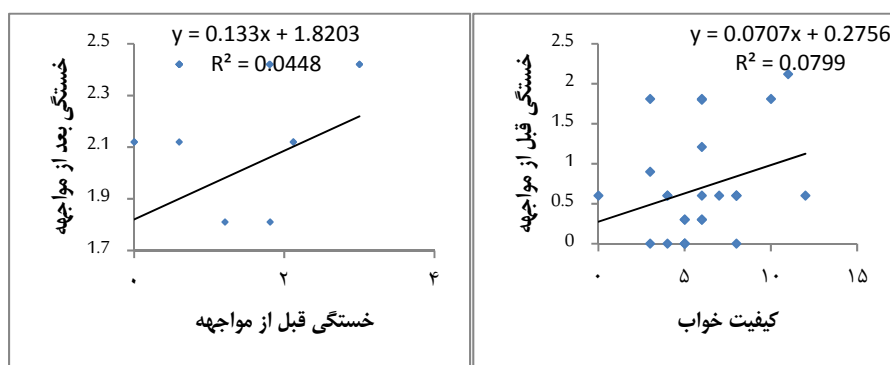 y = 0.133x + 1.8203
R² = 0.0448
2.5
2.3
2.1
1.9
1.7
۰
۲
۴
خستگی بعد از مواجهه
خستگی قبل از مواجهه
y = 0.0707x + 0.2756
R² = 0.0799
2.5
2
1.5
1
0.5
0
۰
۵
۱۰
۱۵
خستگی قبل از مواجهه
کیفیت خواب